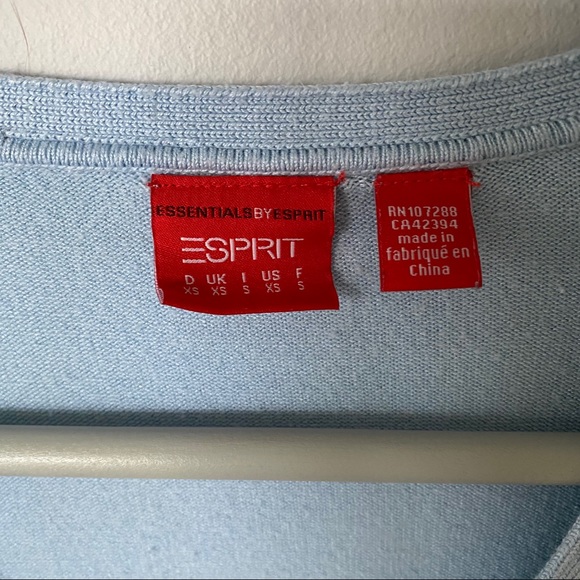 ESSENTIALSBYESPRIT
ESPRIT
D UK I US F
XS XS S XS S
RN107288
CA42394
made in
fabriqué en
China